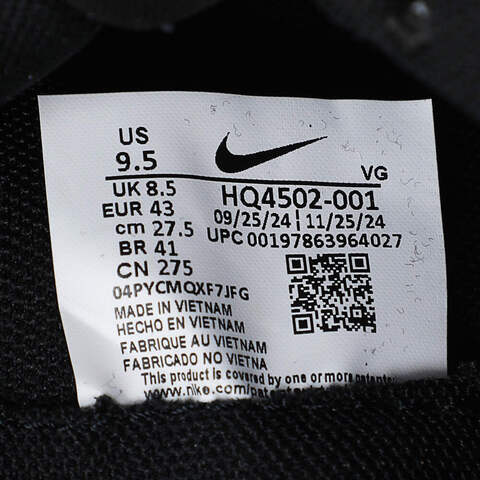 US
9.5
VG
UK 8.5
HQ4502-001
EUR 43
09/25/24 | 11/25/24
cm 27.5
UPC 00197863964027
BR 41
CN 275
04PYCMQXF7JFG
MADE IN VIETNAM
HECHO EN VIETNAM
FABRIQUE AU VIETNAM
FABRICADO NO VIETNA
This product is covered by one or more
www.nike.com/patents